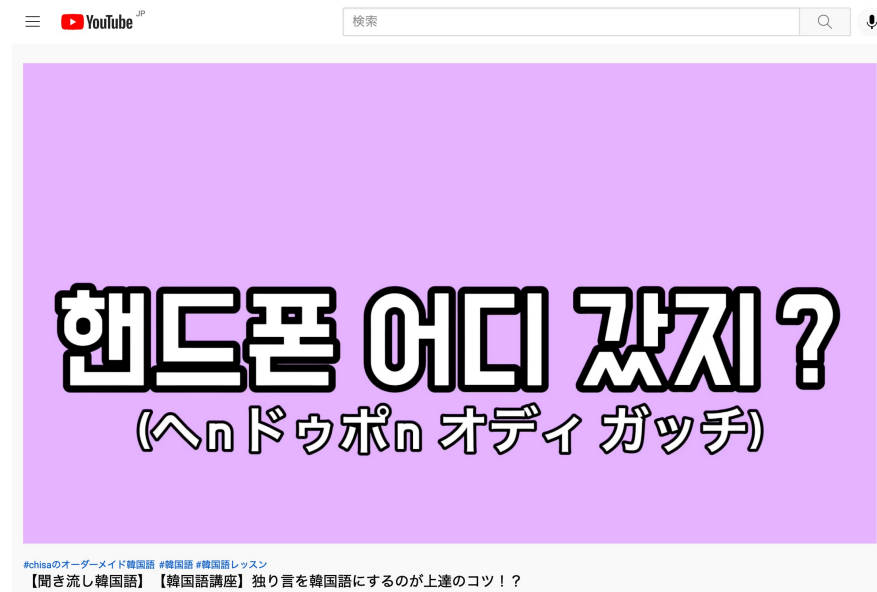 YouTube JP
検索
핸드폰 어디 갔지?
(ヘnドゥポn オディ ガッチ)
#chisaのオーダーメイド韓国語 #韓国語 #韓国語レッスン
【聞き流し韓国語】【韓国語講座】独り言を韓国語にするのが上達のコツ！？